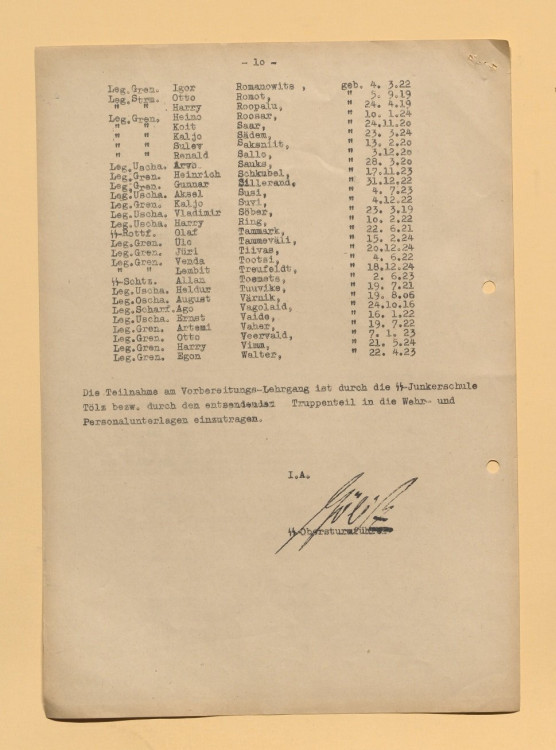 - 10 -
Leg.Gren. Igor Romanowits, geb. 4. 3.22
Leg.Strm. Otto Romot, " 5. 9.19
" " Harry Roopalu, " 24. 4.19
Leg.Gren. Heino Roosar, " 10. 1.24
" " Koit Saar, " 24.11.20
" " Kaljo Sädem, " 23. 3.24
" " Sulev Saksniit, " 13. 2.20
" " Renald Sallo, " 3.12.20
Leg.Uscha. Arvo Sauks, " 28. 3.20
Leg.Gren. Heinrich Schkubel, " 17.11.23
Leg.Gren. Gunnar Sillerand, " 31.12.22
Leg.Uscha. Aksel Susi, " 4. 7.23
Leg.Gren. Kaljo Suvi, " 4.12.22
Leg.Uscha. Vladimir Söber, " 23. 3.19
Leg.Uscha. Harry Ring, " 10. 2.22
SS-Rottf. Olaf Tammark, " 22. 6.21
Leg.Gren. Ulo Tammeväli, " 15. 2.24
Leg.Gren. Jüri Tiivas, " 20.12.24
Leg.Gren. Venda Tootsi, " 4. 6.22
" " Lembit Treufeldt, " 18.12.24
SS-Schtz. Allan Toemets, " 2. 6.23
Leg.Uscha. Heldur Tuuvike, " 19. 7.21
Leg.Oscha. August Värnik, " 19. 8.06
Leg.Scharf. Ago Vagolaid, " 24.10.16
Leg.Uscha. Ernst Vaide, " 16. 1.22
Leg.Gren. Artemi Vaher, " 19. 7.22
Leg.Gren. Otto Veervald, " 7. 1. 23
Leg.Gren. Harry Vimm, " 21. 5.24
Leg.Gren. Egon Walter, " 22. 4.23
Die Teilnahme am Vorbereitungs-Lehrgang ist durch die SS-Junkerschule
Tölz bezw. durch den entsendenden Truppenteil in die Wehr- und
Personalunterlagen einzutragen.
I.A.
SS-Obersturmführer